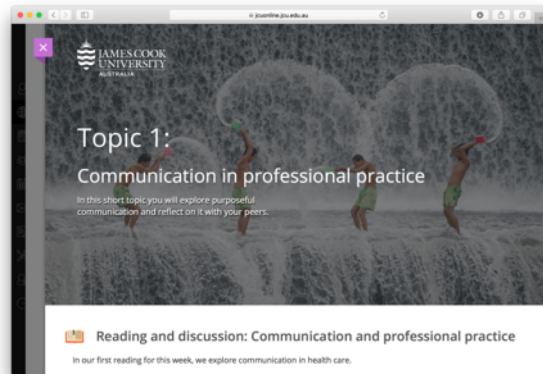 jcuonline.jcu.edu.au
JAMES COOK
UNIVERSITY
AUSTRALIA
Topic 1:
Communication in professional practice
In this short topic you will explore purposeful
communication and reflect on it with your peers.
Reading and discussion: Communication and professional practice
In our first reading for this week, we explore communication in health care.